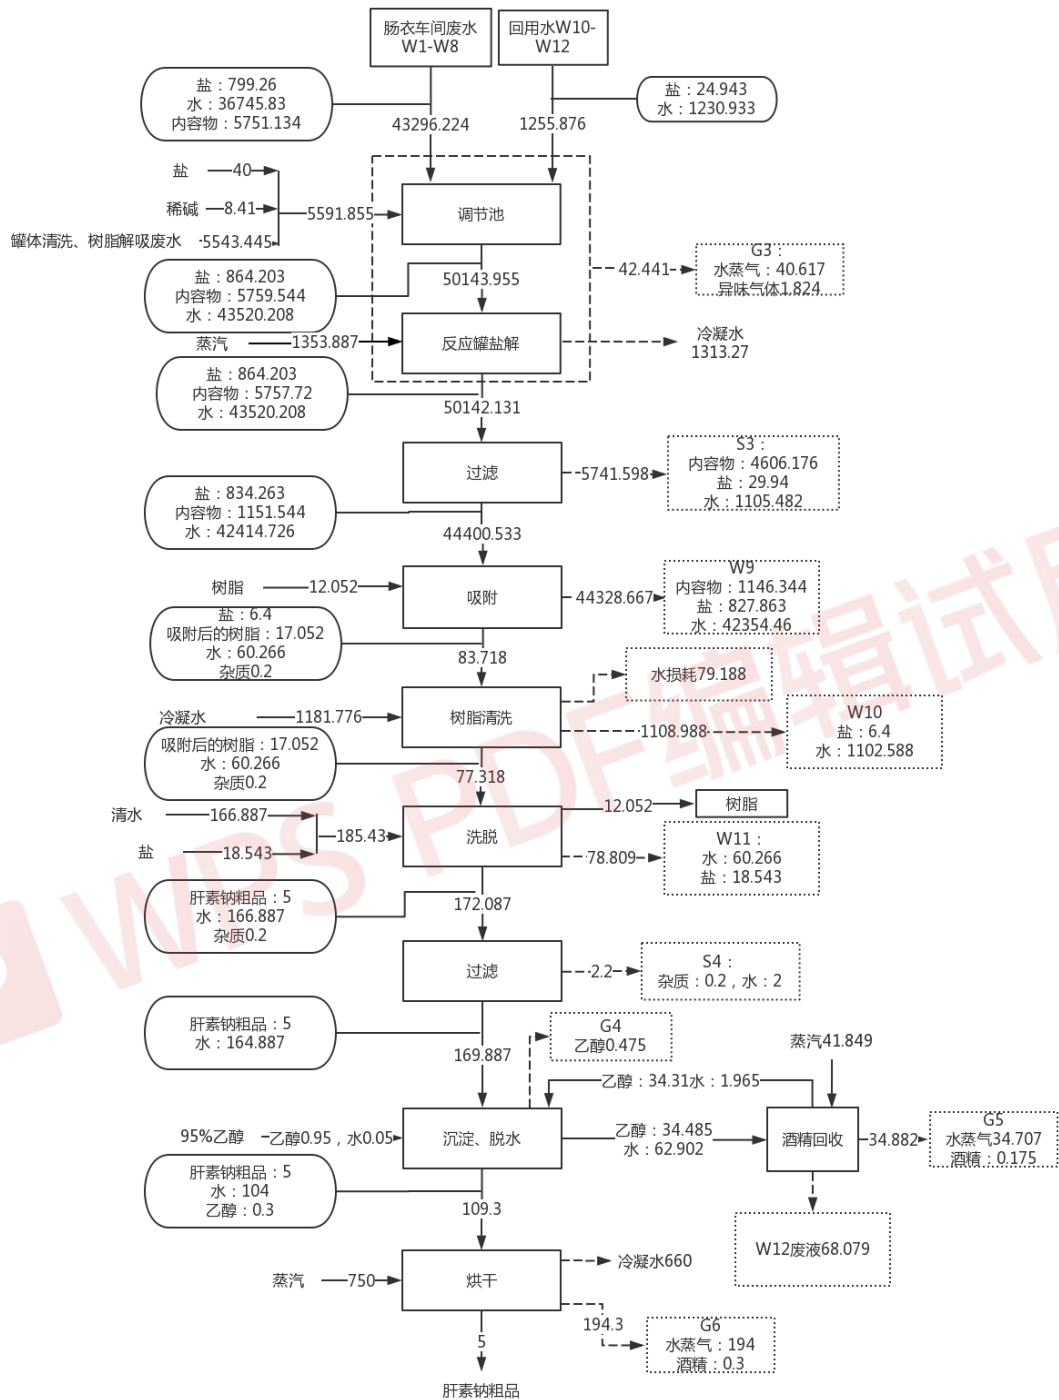 肠衣车间废水
W1-W8
回用水W10-
W12
盐：799.26
水：36745.83
内容物：5751.134
盐：24.943
水：1230.933
43296.224
1255.876
盐
40
稀碱
8.41
5591.855
罐体清洗、树脂解吸废水
5543.445
调节池
盐：864.203
内容物：5759.544
水：43520.208
50143.955
42.441
G3：
水蒸气：40.617
异味气体1.824
蒸汽
1353.887
反应罐盐解
冷凝水
1313.27
盐：864.203
内容物：5757.72
水：43520.208
50142.131
过滤
5741.598
S3：
内容物：4606.176
盐：29.94
水：1105.482
盐：834.263
内容物：1151.544
水：42414.726
44400.533
树脂
12.052
吸附
44328.667
W9
内容物：1146.344
盐：827.863
水：42354.46
盐：6.4
吸附后的树脂：17.052
水：60.266
杂质0.2
83.718
水损耗79.188
冷凝水
1181.776
树脂清洗
1108.988
W10
盐：6.4
水：1102.588
吸附后的树脂：17.052
水：60.266
杂质0.2
77.318
清水
166.887
盐
18.543
185.43
洗脱
12.052
树脂
78.809
W11：
水：60.266
盐：18.543
肝素钠粗品：5
水：166.887
杂质0.2
172.087
过滤
2.2
S4：
杂质：0.2，水：2
肝素钠粗品：5
水：164.887
169.887
G4
乙醇0.475
蒸汽41.849
乙醇：34.31水：1.965
95%乙醇
乙醇0.95，水0.05
沉淀、脱水
乙醇：34.485
水：62.902
酒精回收
34.882
G5
水蒸气34.707
酒精：0.175
肝素钠粗品：5
水：104
乙醇：0.3
109.3
W12废液68.079
蒸汽
750
烘干
冷凝水660
194.3
G6
水蒸气：194
酒精：0.3
5
肝素钠粗品
WPS PDF编辑试用